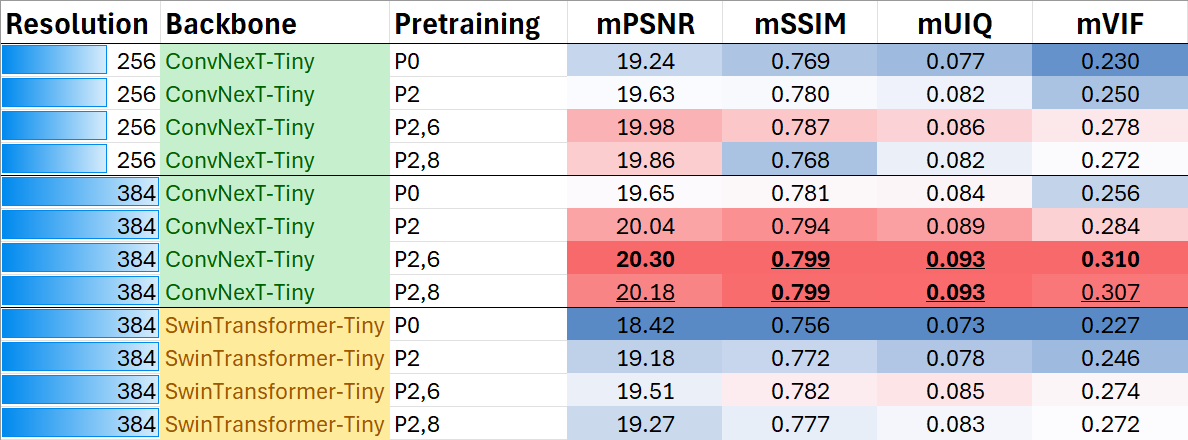 Resolution Backbone Pretraining mPSNR mSSIM mUIQ mVIF
256 ConvNexT-Tiny P0 19.24 0.769 0.077 0.230
256 ConvNexT-Tiny P2 19.63 0.780 0.082 0.250
256 ConvNexT-Tiny P2,6 19.98 0.787 0.086 0.278
256 ConvNexT-Tiny P2,8 19.86 0.768 0.082 0.272
384 ConvNexT-Tiny P0 19.65 0.781 0.084 0.256
384 ConvNexT-Tiny P2 20.04 0.794 0.089 0.284
384 ConvNexT-Tiny P2,6 20.30 0.799 0.093 0.310
384 ConvNexT-Tiny P2,8 20.18 0.799 0.093 0.307
384 SwinTransformer-Tiny P0 18.42 0.756 0.073 0.227
384 SwinTransformer-Tiny P2 19.18 0.772 0.078 0.246
384 SwinTransformer-Tiny P2,6 19.51 0.782 0.085 0.274
384 SwinTransformer-Tiny P2,8 19.27 0.777 0.083 0.272